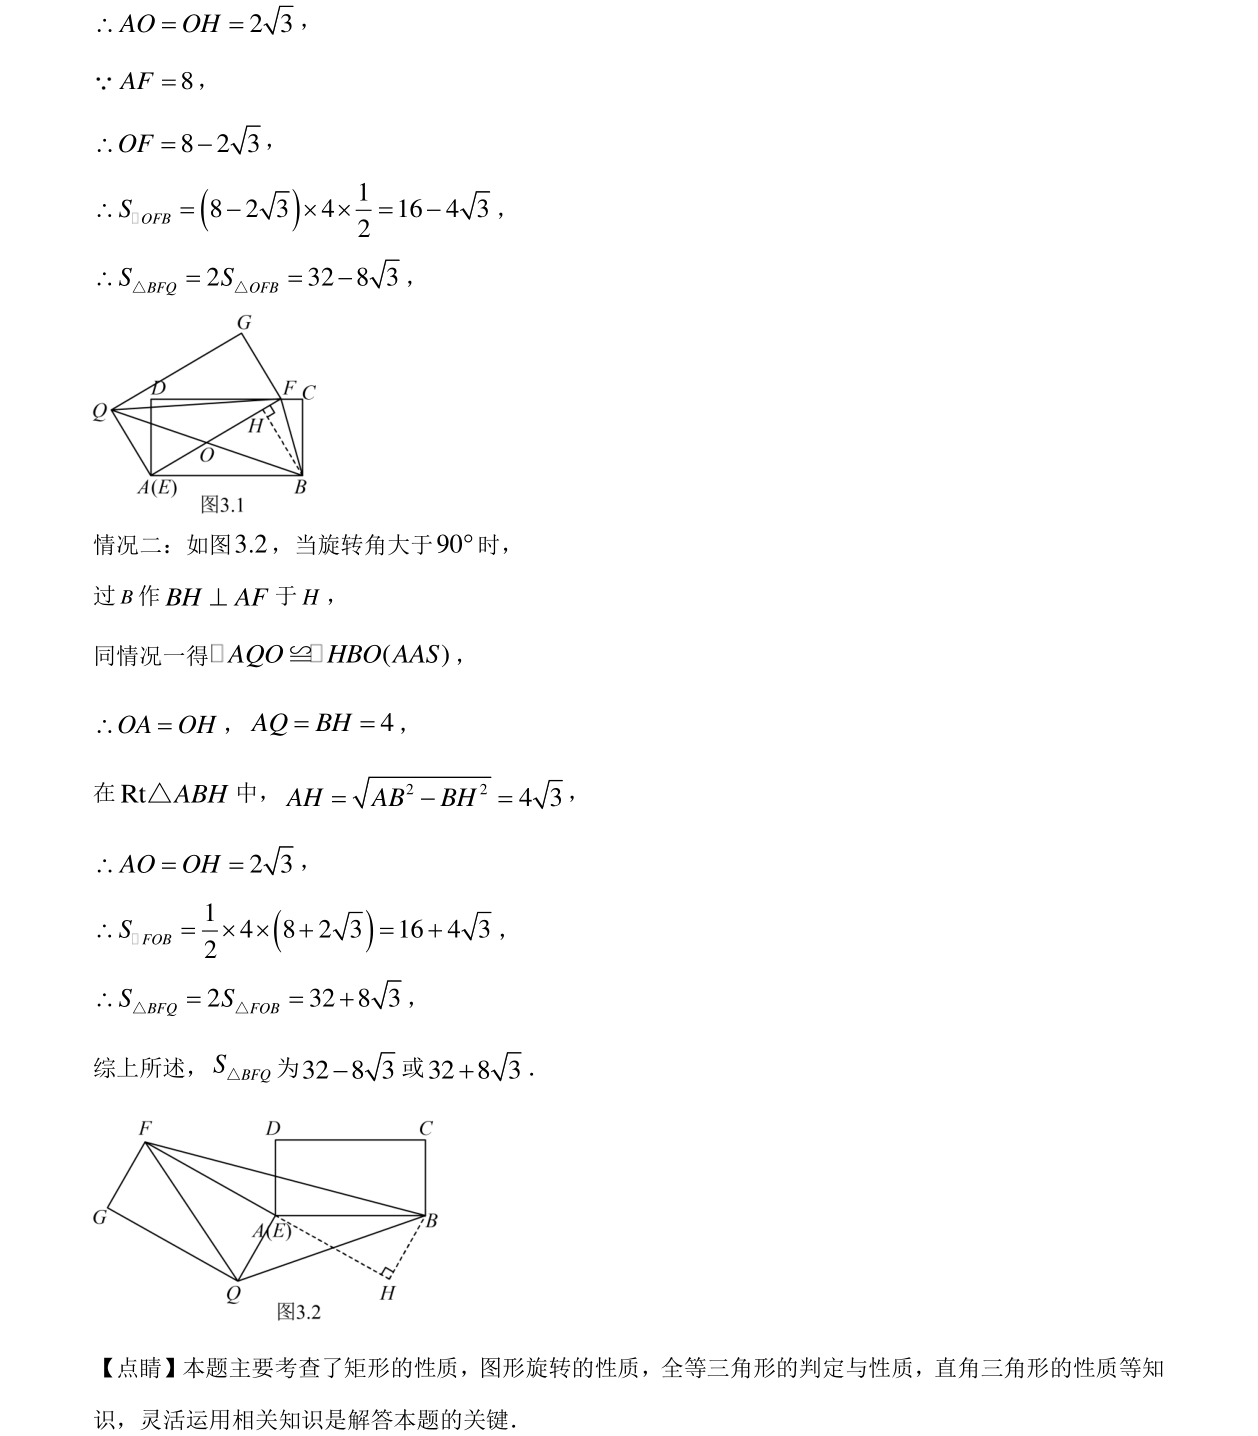 ∴AO=OH=2√3，
∵AF=8，
∴OF=8−2√3，
∴S□OFB=(8−2√3)×4×1/2=16−4√3，
∴S△BFQ=2S△OFB=32−8√3，
G
D
F C
Q
H
O
A(E)
B
图3.1
情况二：如图3.2，当旋转角大于90°时，
过B作BH⊥AF于H，
同情况一得□AQO≌□HBO(AAS)，
∴OA=OH，AQ=BH=4，
在Rt△ABH中，AH=√(AB²−BH²)=4√3，
∴AO=OH=2√3，
∴S□FOB=1/2×4×(8+2√3)=16+4√3，
∴S△BFQ=2S△FOB=32+8√3，
综上所述，S△BFQ为32−8√3或32+8√3．
F
D
C
G
A(E)
B
Q
H
图3.2
【点睛】本题主要考查了矩形的性质，图形旋转的性质，全等三角形的判定与性质，直角三角形的性质等知
识，灵活运用相关知识是解答本题的关键．